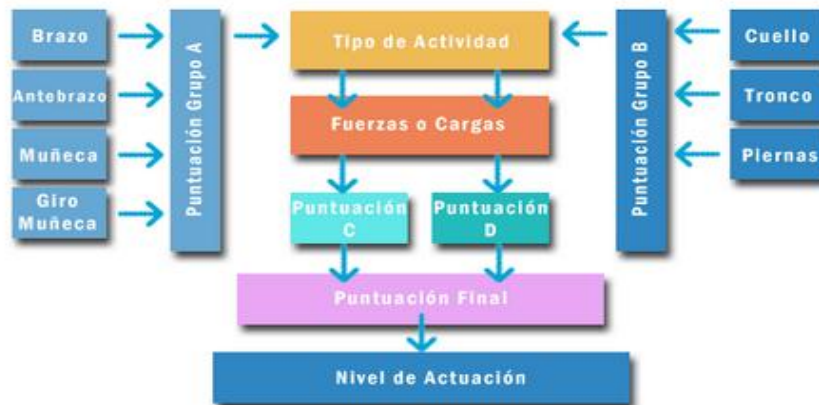 Brazo
Antebrazo
Muñeca
Giro
Muñeca
Puntuación Grupo A
Tipo de Actividad
Fuerzas o Cargas
Puntuación
C
Puntuación
D
Puntuación Final
Nivel de Actuación
Puntuación Grupo B
Cuello
Tronco
Piernas